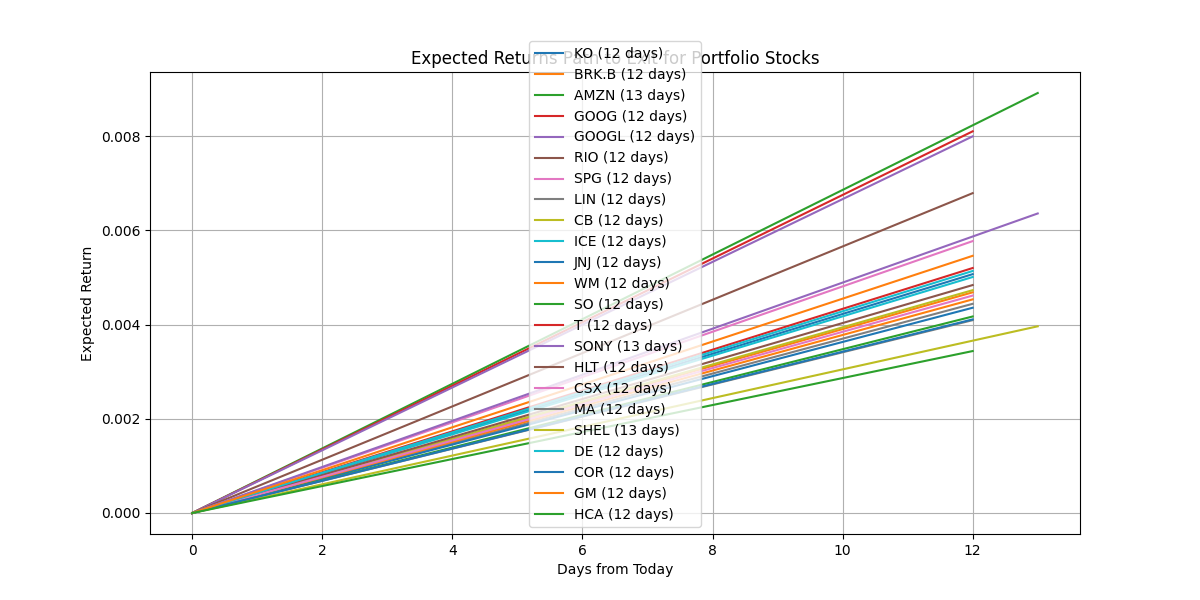 Expected Returns Path to Exit for Portfolio Stocks
KO (12 days)
BRK.B (12 days)
AMZN (13 days)
GOOG (12 days)
GOOGL (12 days)
RIO (12 days)
SPG (12 days)
LIN (12 days)
CB (12 days)
ICE (12 days)
JNJ (12 days)
WM (12 days)
SO (12 days)
T (12 days)
SONY (13 days)
HLT (12 days)
CSX (12 days)
MA (12 days)
SHEL (13 days)
DE (12 days)
COR (12 days)
GM (12 days)
HCA (12 days)
Expected Return
0.008
0.006
0.004
0.002
0.000
0 2 4 6 8 10 12
Days from Today